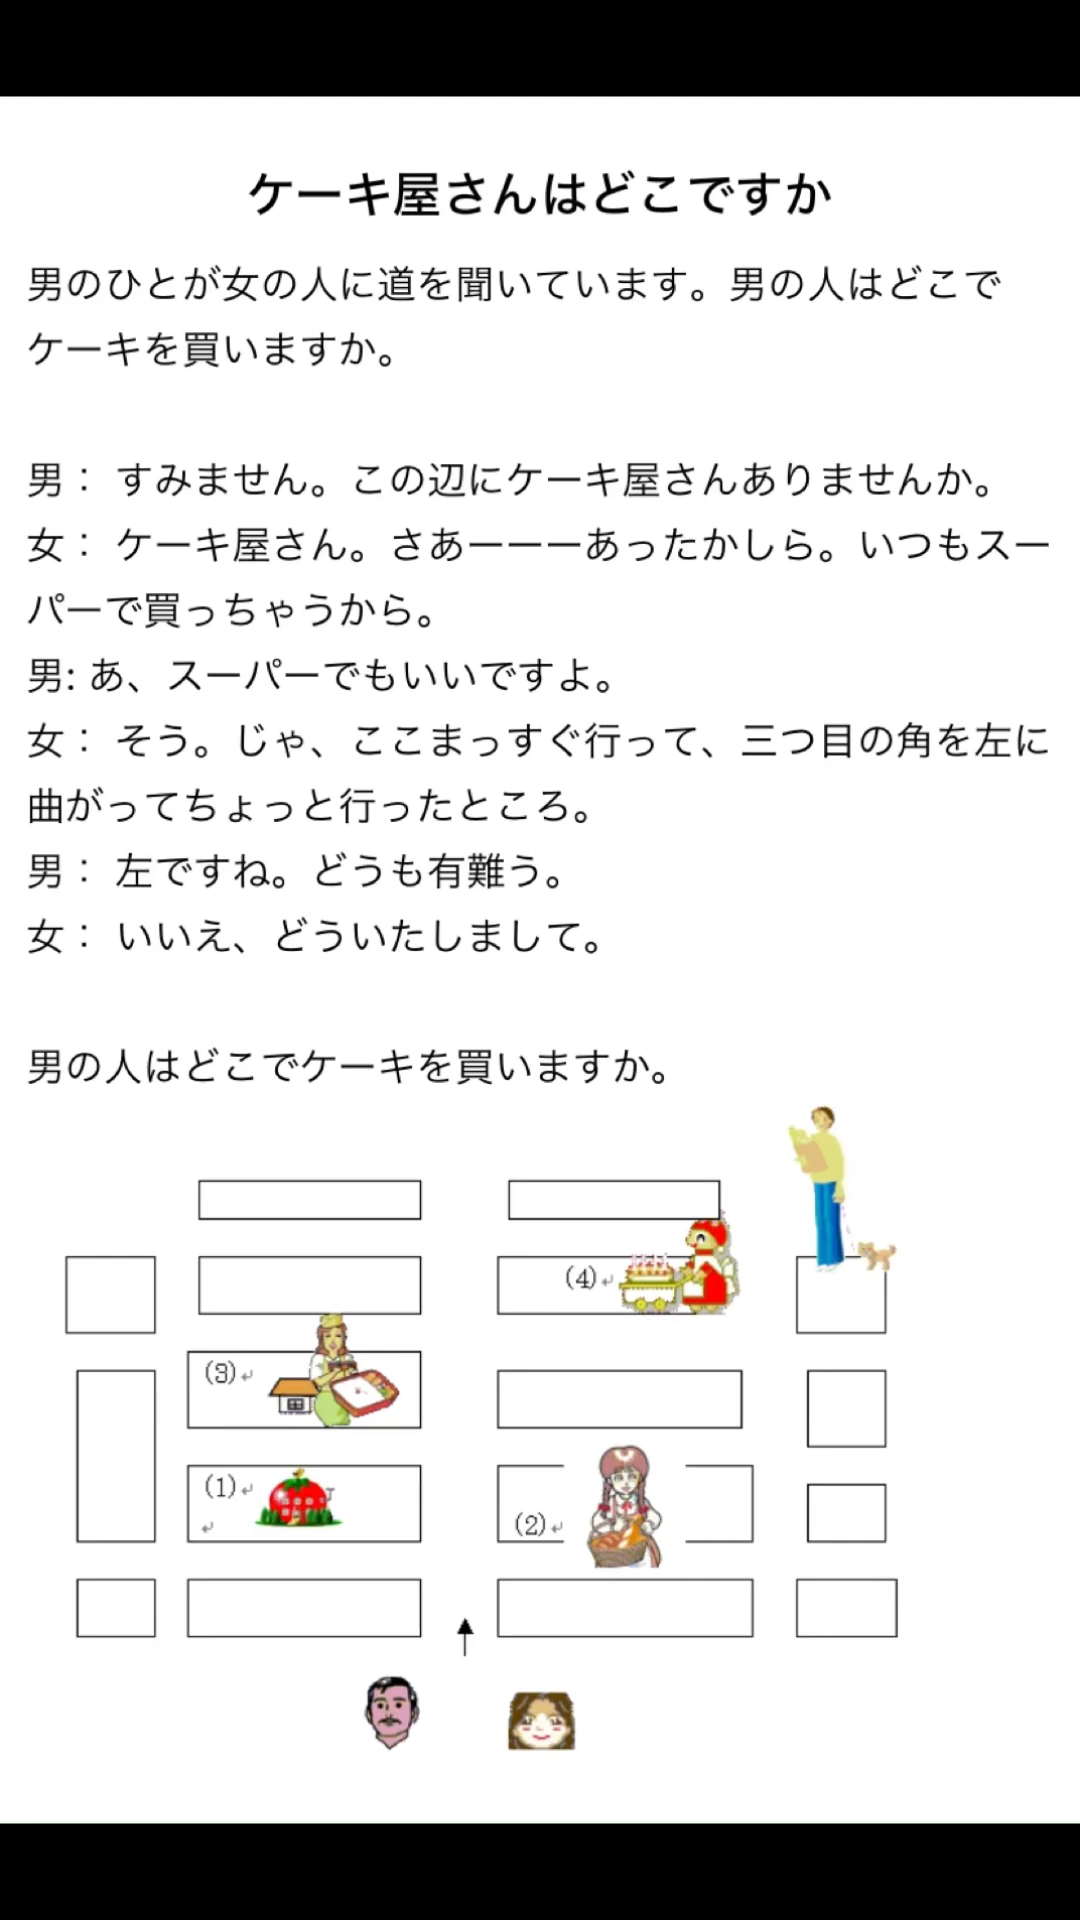 ケーキ屋さんはどこですか
男のひとが女の人に道を聞いています。男の人はどこで
ケーキを買いますか。
男： すみません。この辺にケーキ屋さんありませんか。
女： ケーキ屋さん。さあーーーあったかしら。いつもスー
パーで買っちゃうから。
男: あ、スーパーでもいいですよ。
女： そう。じゃ、ここまっすぐ行って、三つ目の角を左に
曲がってちょっと行ったところ。
男： 左ですね。どうも有難う。
女： いいえ、どういたしまして。
男の人はどこでケーキを買いますか。
(4)↵
(3)↵
(1)↵
↵
(2)↵